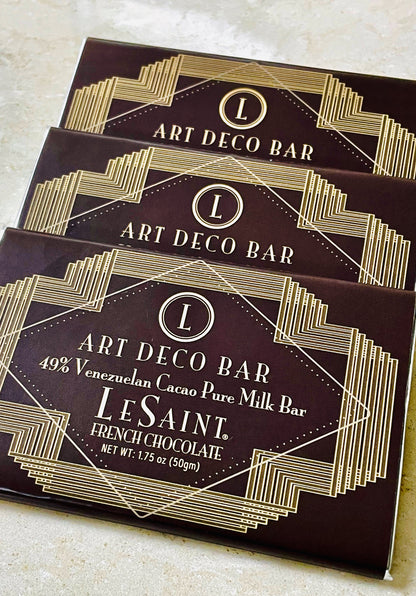 L
ART DECO BAR
L
ART DECO BAR
L
ART DECO BAR
49% Venezuelan Cacao Pure Milk Bar
LESAINT®
FRENCH CHOCOLATE
NET WT: 1.75 oz (50gm)